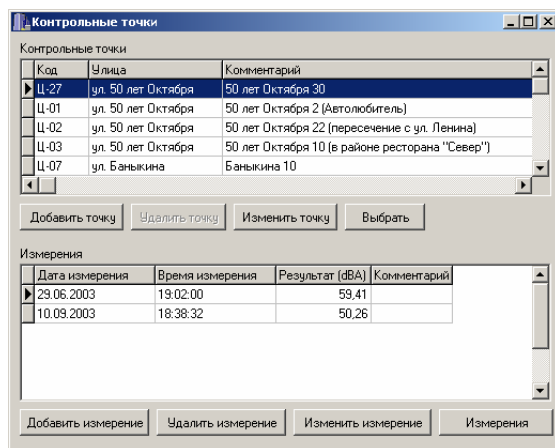 Контрольные точки
Контрольные точки
Код Улица Комментарий
Ц-27 ул. 50 лет Октября 50 лет Октября 30
Ц-01 ул. 50 лет Октября 50 лет Октября 2 (Автолюбитель)
Ц-02 ул. 50 лет Октября 50 лет Октября 22 (пересечение с ул. Ленина)
Ц-03 ул. 50 лет Октября 50 лет Октября 10 (в районе ресторана "Север")
Ц-07 ул. Баныкина Баныкина 10
Добавить точку Удалить точку Изменить точку Выбрать
Измерения
Дата измерения Время измерения Результат (dBA) Комментарий
29.06.2003 19:02:00 59,41
10.09.2003 18:38:32 50,26
Добавить измерение Удалить измерение Изменить измерение Измерения